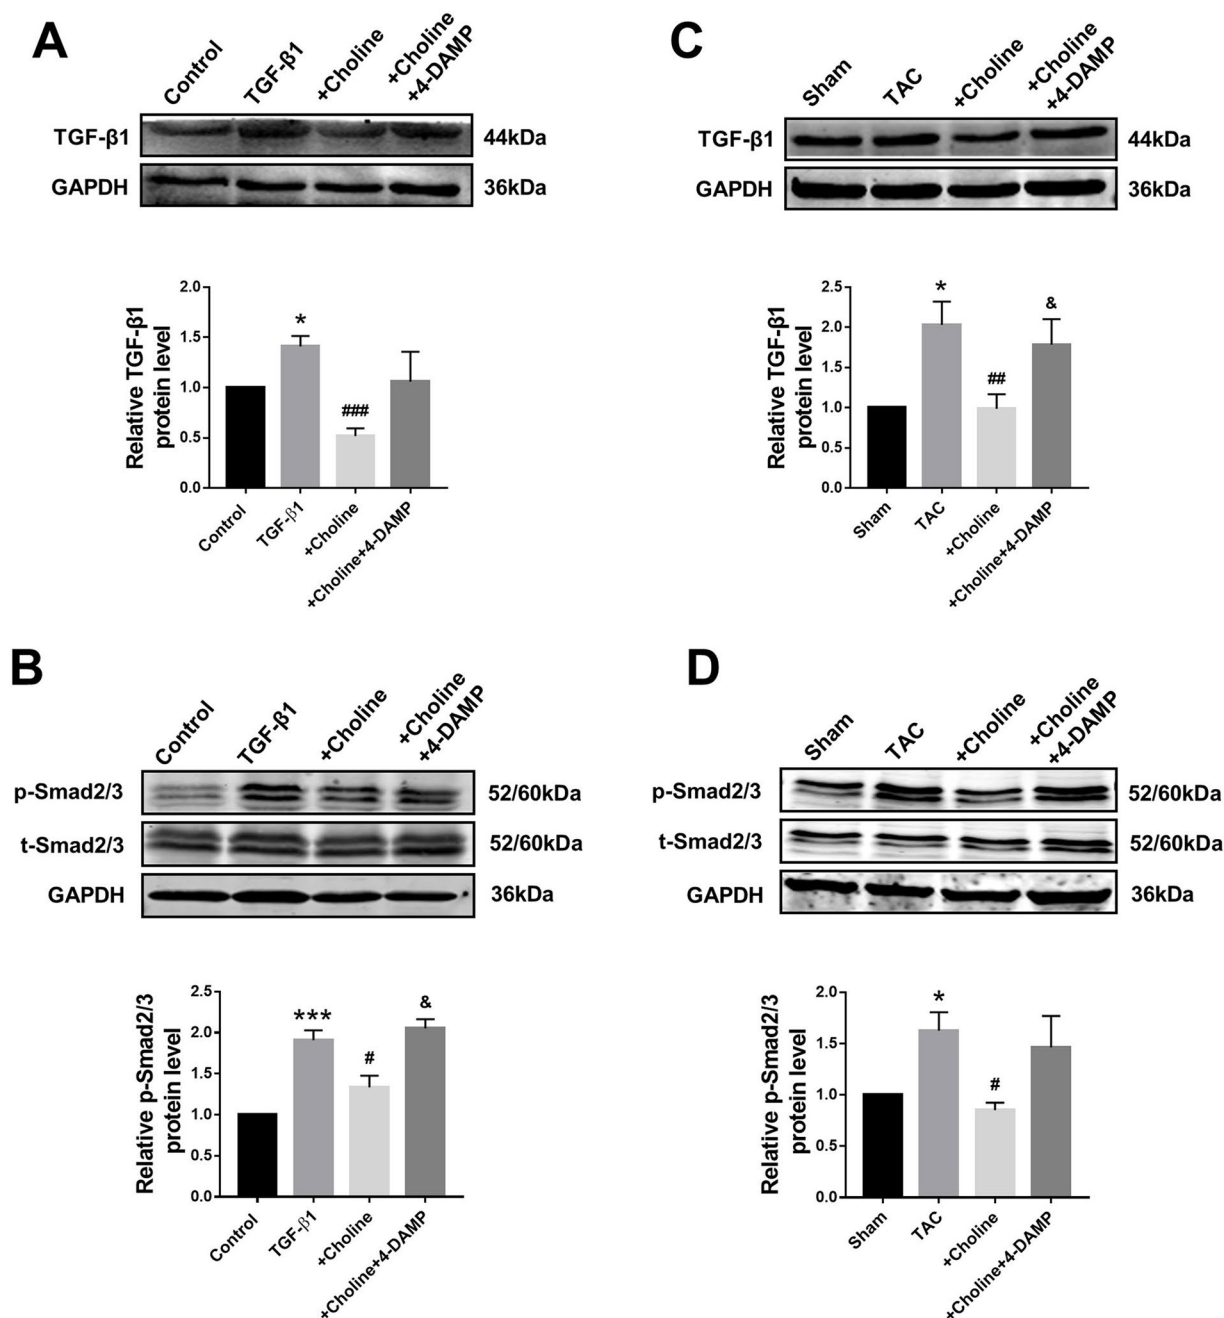 A
Control
TGF-β1
+Choline
+Choline
+4-DAMP
TGF-β1
44kDa
GAPDH
36kDa
Relative TGF-β1
protein level
2.0
1.5
1.0
0.5
0.0
*
###
Control
TGF-β1
+Choline
+Choline+4-DAMP
C
Sham
TAC
+Choline
+Choline
+4-DAMP
TGF-β1
44kDa
GAPDH
36kDa
Relative TGF-β1
protein level
2.5
2.0
1.5
1.0
0.5
0.0
*
##
&
Sham
TAC
+Choline
+Choline+4-DAMP
B
Control
TGF-β1
+Choline
+Choline
+4-DAMP
p-Smad2/3
52/60kDa
t-Smad2/3
52/60kDa
GAPDH
36kDa
Relative p-Smad2/3
protein level
2.5
2.0
1.5
1.0
0.5
0.0
***
#
&
Control
TGF-β1
+Choline
+Choline+4-DAMP
D
Sham
TAC
+Choline
+Choline
+4-DAMP
p-Smad2/3
52/60kDa
t-Smad2/3
52/60kDa
GAPDH
36kDa
Relative p-Smad2/3
protein level
2.0
1.5
1.0
0.5
0.0
*
#
Sham
TAC
+Choline
+Choline+4-DAMP